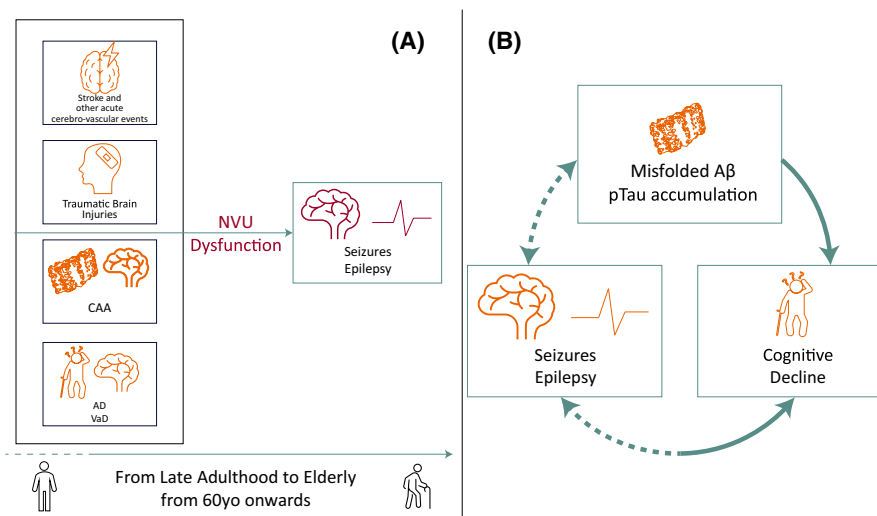 (A)
Stroke and
other acute
cerebro-vascular events
Traumatic Brain
Injuries
NVU
Dysfunction
Seizures
Epilepsy
CAA
AD
VaD
From Late Adulthood to Elderly
from 60yo onwards
(B)
Misfolded Aβ
pTau accumulation
Seizures
Epilepsy
Cognitive
Decline